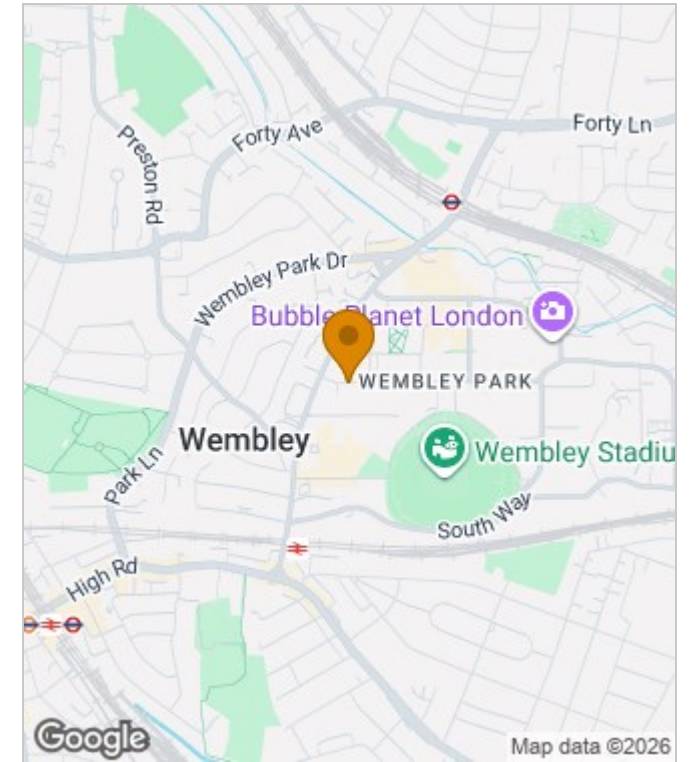 Forty Ln
Forty Ave
Preston Rd
Wembley Park Dr
Bubble Planet London
WEMBLEY PARK
Wembley
Wembley Stadiu
Park Ln
South Way
High Rd
Google
Map data ©2026